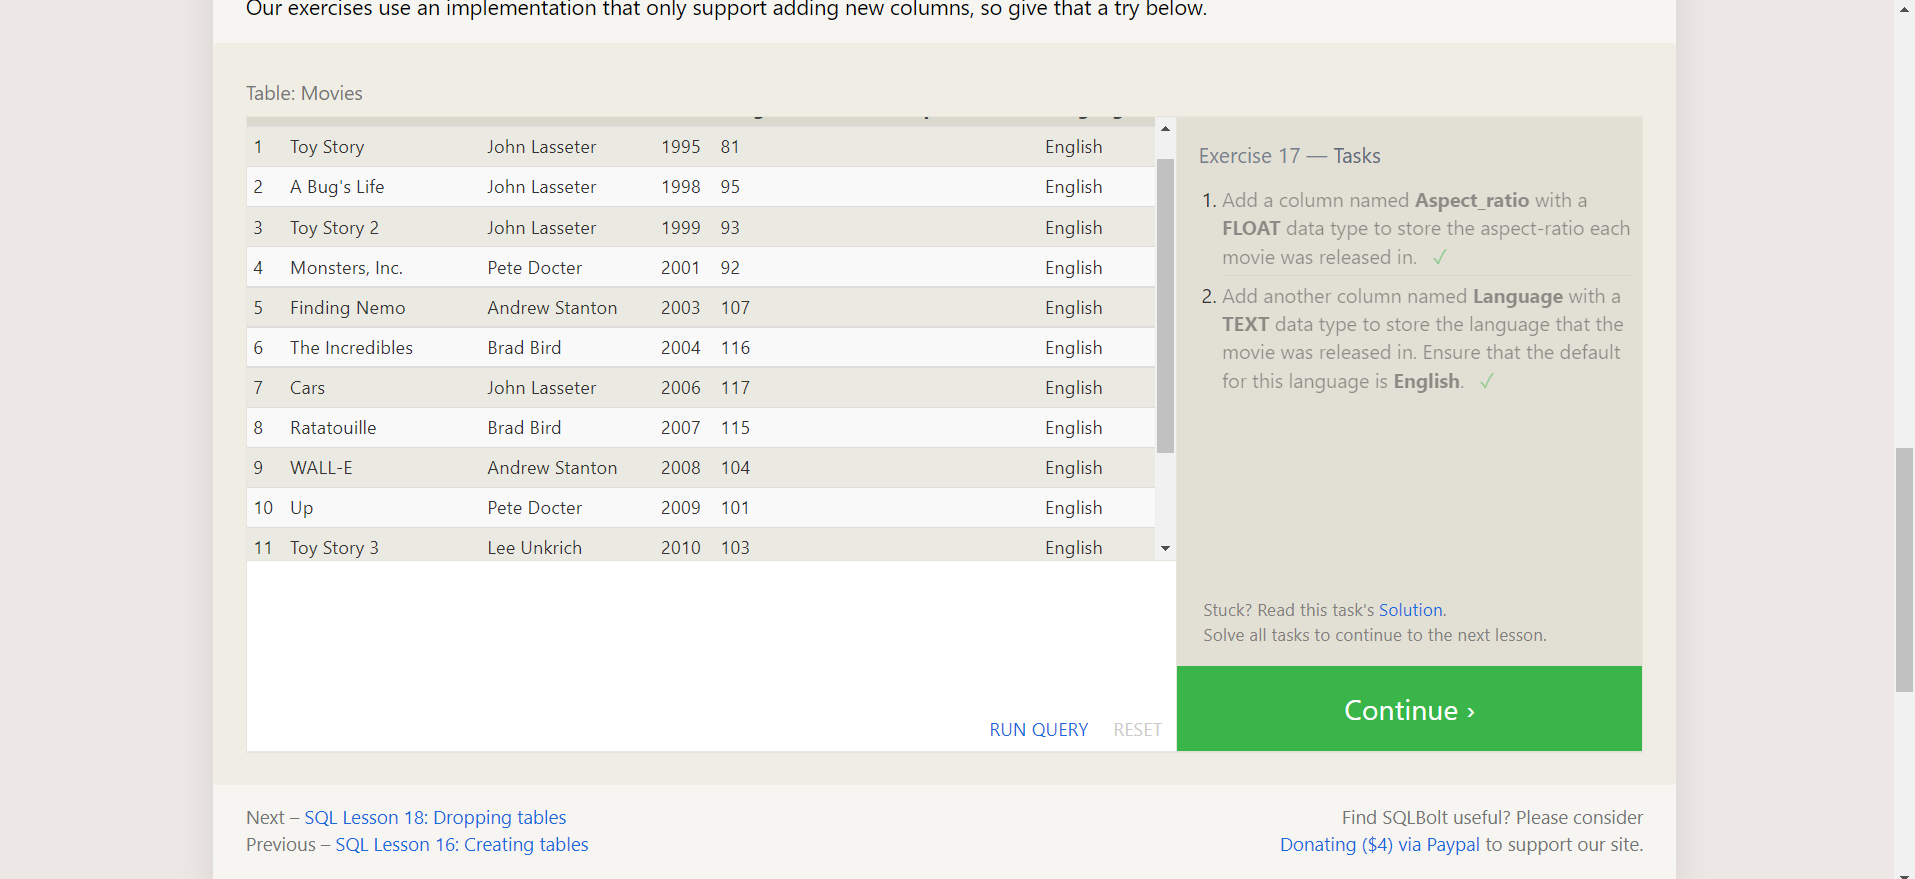 Our exercises use an implementation that only support adding new columns, so give that a try below.
Table: Movies
1 Toy Story John Lasseter 1995 81 English
2 A Bug's Life John Lasseter 1998 95 English
3 Toy Story 2 John Lasseter 1999 93 English
4 Monsters, Inc. Pete Docter 2001 92 English
5 Finding Nemo Andrew Stanton 2003 107 English
6 The Incredibles Brad Bird 2004 116 English
7 Cars John Lasseter 2006 117 English
8 Ratatouille Brad Bird 2007 115 English
9 WALL-E Andrew Stanton 2008 104 English
10 Up Pete Docter 2009 101 English
11 Toy Story 3 Lee Unkrich 2010 103 English
RUN QUERY RESET
Exercise 17 — Tasks
1. Add a column named Aspect_ratio with a
FLOAT data type to store the aspect-ratio each
movie was released in. ✓
2. Add another column named Language with a
TEXT data type to store the language that the
movie was released in. Ensure that the default
for this language is English. ✓
Stuck? Read this task's Solution.
Solve all tasks to continue to the next lesson.
Continue ›
Next – SQL Lesson 18: Dropping tables
Previous – SQL Lesson 16: Creating tables
Find SQLBolt useful? Please consider
Donating ($4) via Paypal to support our site.